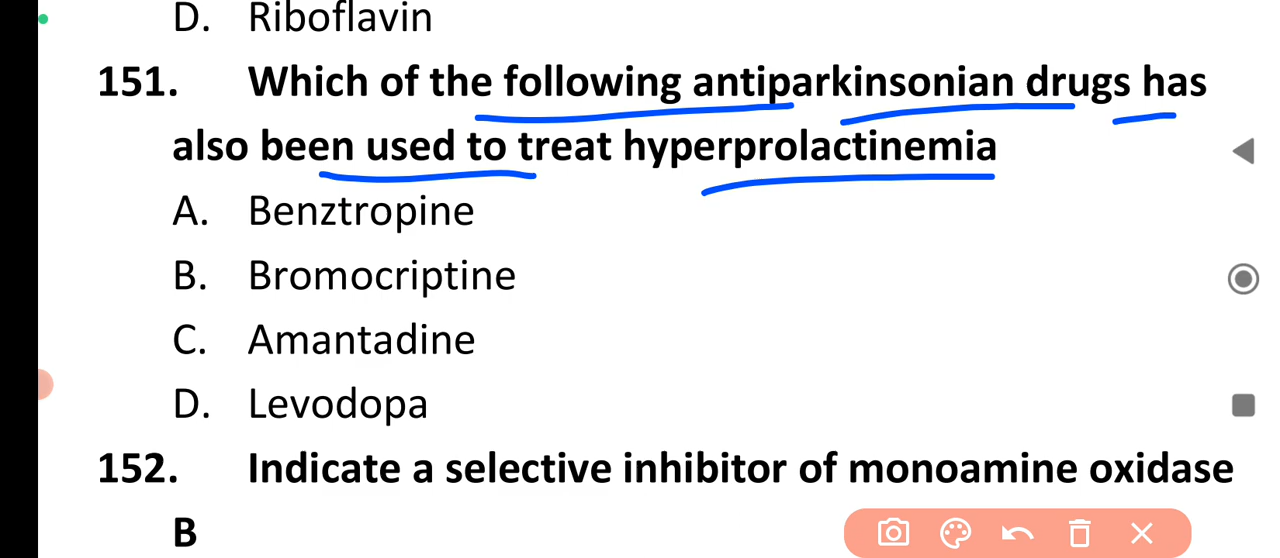 D. Riboflavin
151. Which of the following antiparkinsonian drugs has
also been used to treat hyperprolactinemia
A. Benztropine
B. Bromocriptine
C. Amantadine
D. Levodopa
152. Indicate a selective inhibitor of monoamine oxidase
B